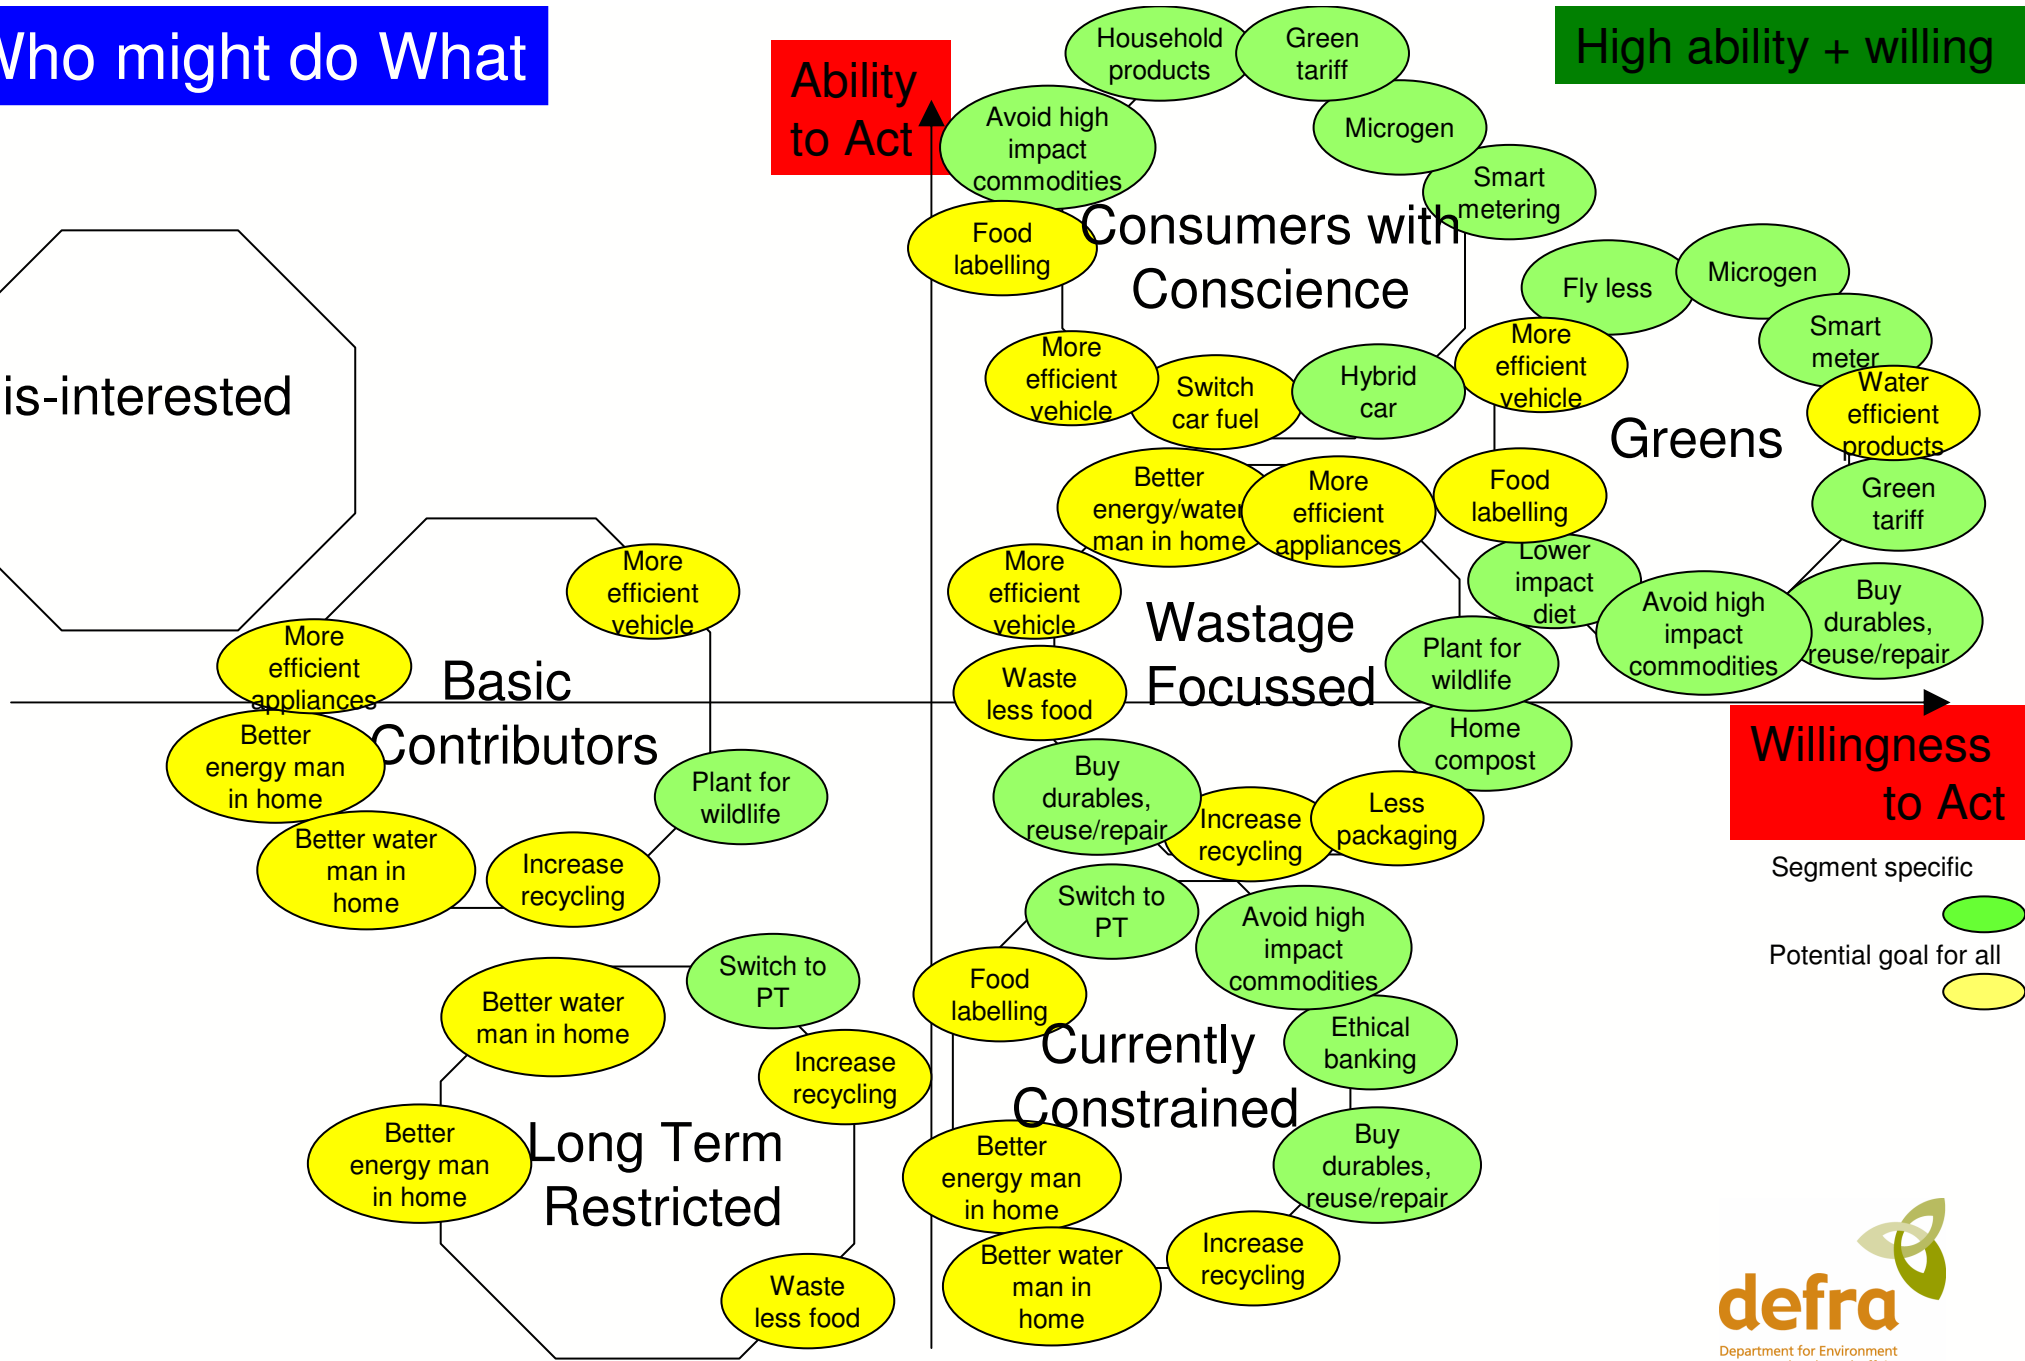 Who might do What
Ability
to Act
High ability + willing
Household
products
Green
tariff
Avoid high
impact
commodities
Microgen
Smart
metering
Food
labelling
Consumers with
Conscience
More
efficient
vehicle
Switch
car fuel
Hybrid
car
Fly less
Microgen
Smart
meter
More
efficient
vehicle
Water
efficient
products
Greens
Food
labelling
Green
tariff
Lower
impact
diet
Avoid high
impact
commodities
Buy
durables,
reuse/repair
is-interested
Better
energy/water
man in home
More
efficient
appliances
More
efficient
vehicle
Wastage
Focussed
Waste
less food
Plant for
wildlife
Home
compost
Buy
durables,
reuse/repair
Increase
recycling
Less
packaging
More
efficient
vehicle
More
efficient
appliances
Basic
Contributors
Better
energy man
in home
Plant for
wildlife
Better water
man in
home
Increase
recycling
Willingness
to Act
Segment specific
Potential goal for all
Switch to
PT
Avoid high
impact
commodities
Food
labelling
Ethical
banking
Currently
Constrained
Better
energy man
in home
Buy
durables,
reuse/repair
Better water
man in
home
Increase
recycling
Better water
man in home
Switch to
PT
Increase
recycling
Better
energy man
in home
Long Term
Restricted
Waste
less food
defra
Department for Environment